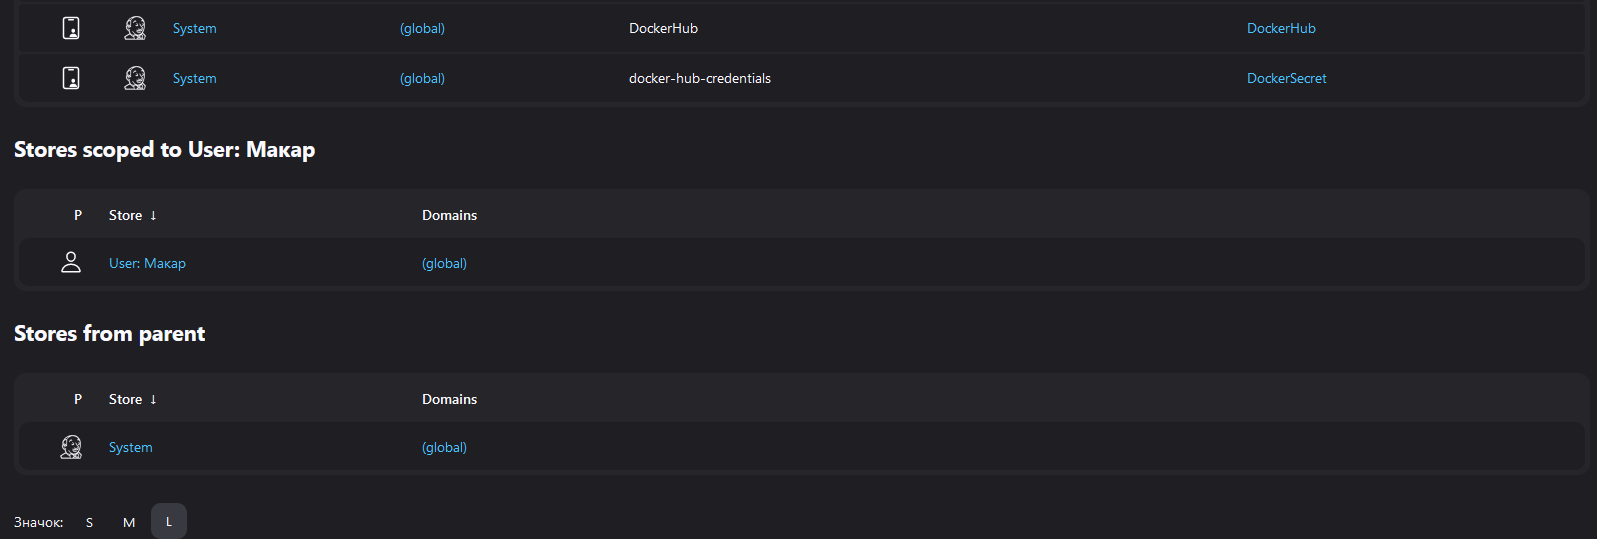 System (global) DockerHub DockerHub
System (global) docker-hub-credentials DockerSecret
Stores scoped to User: Макар
P Store ↓ Domains
User: Макар (global)
Stores from parent
P Store ↓ Domains
System (global)
Значок: S M L